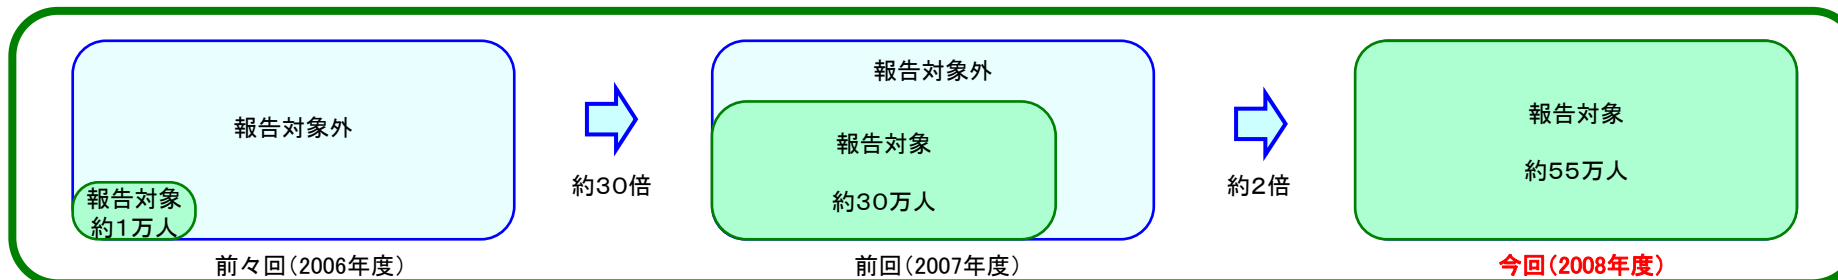 報告対象外
報告対象
約1万人
前々回(2006年度)
約30倍
報告対象外
報告対象
約30万人
前回(2007年度)
約2倍
報告対象
約55万人
今回(2008年度)